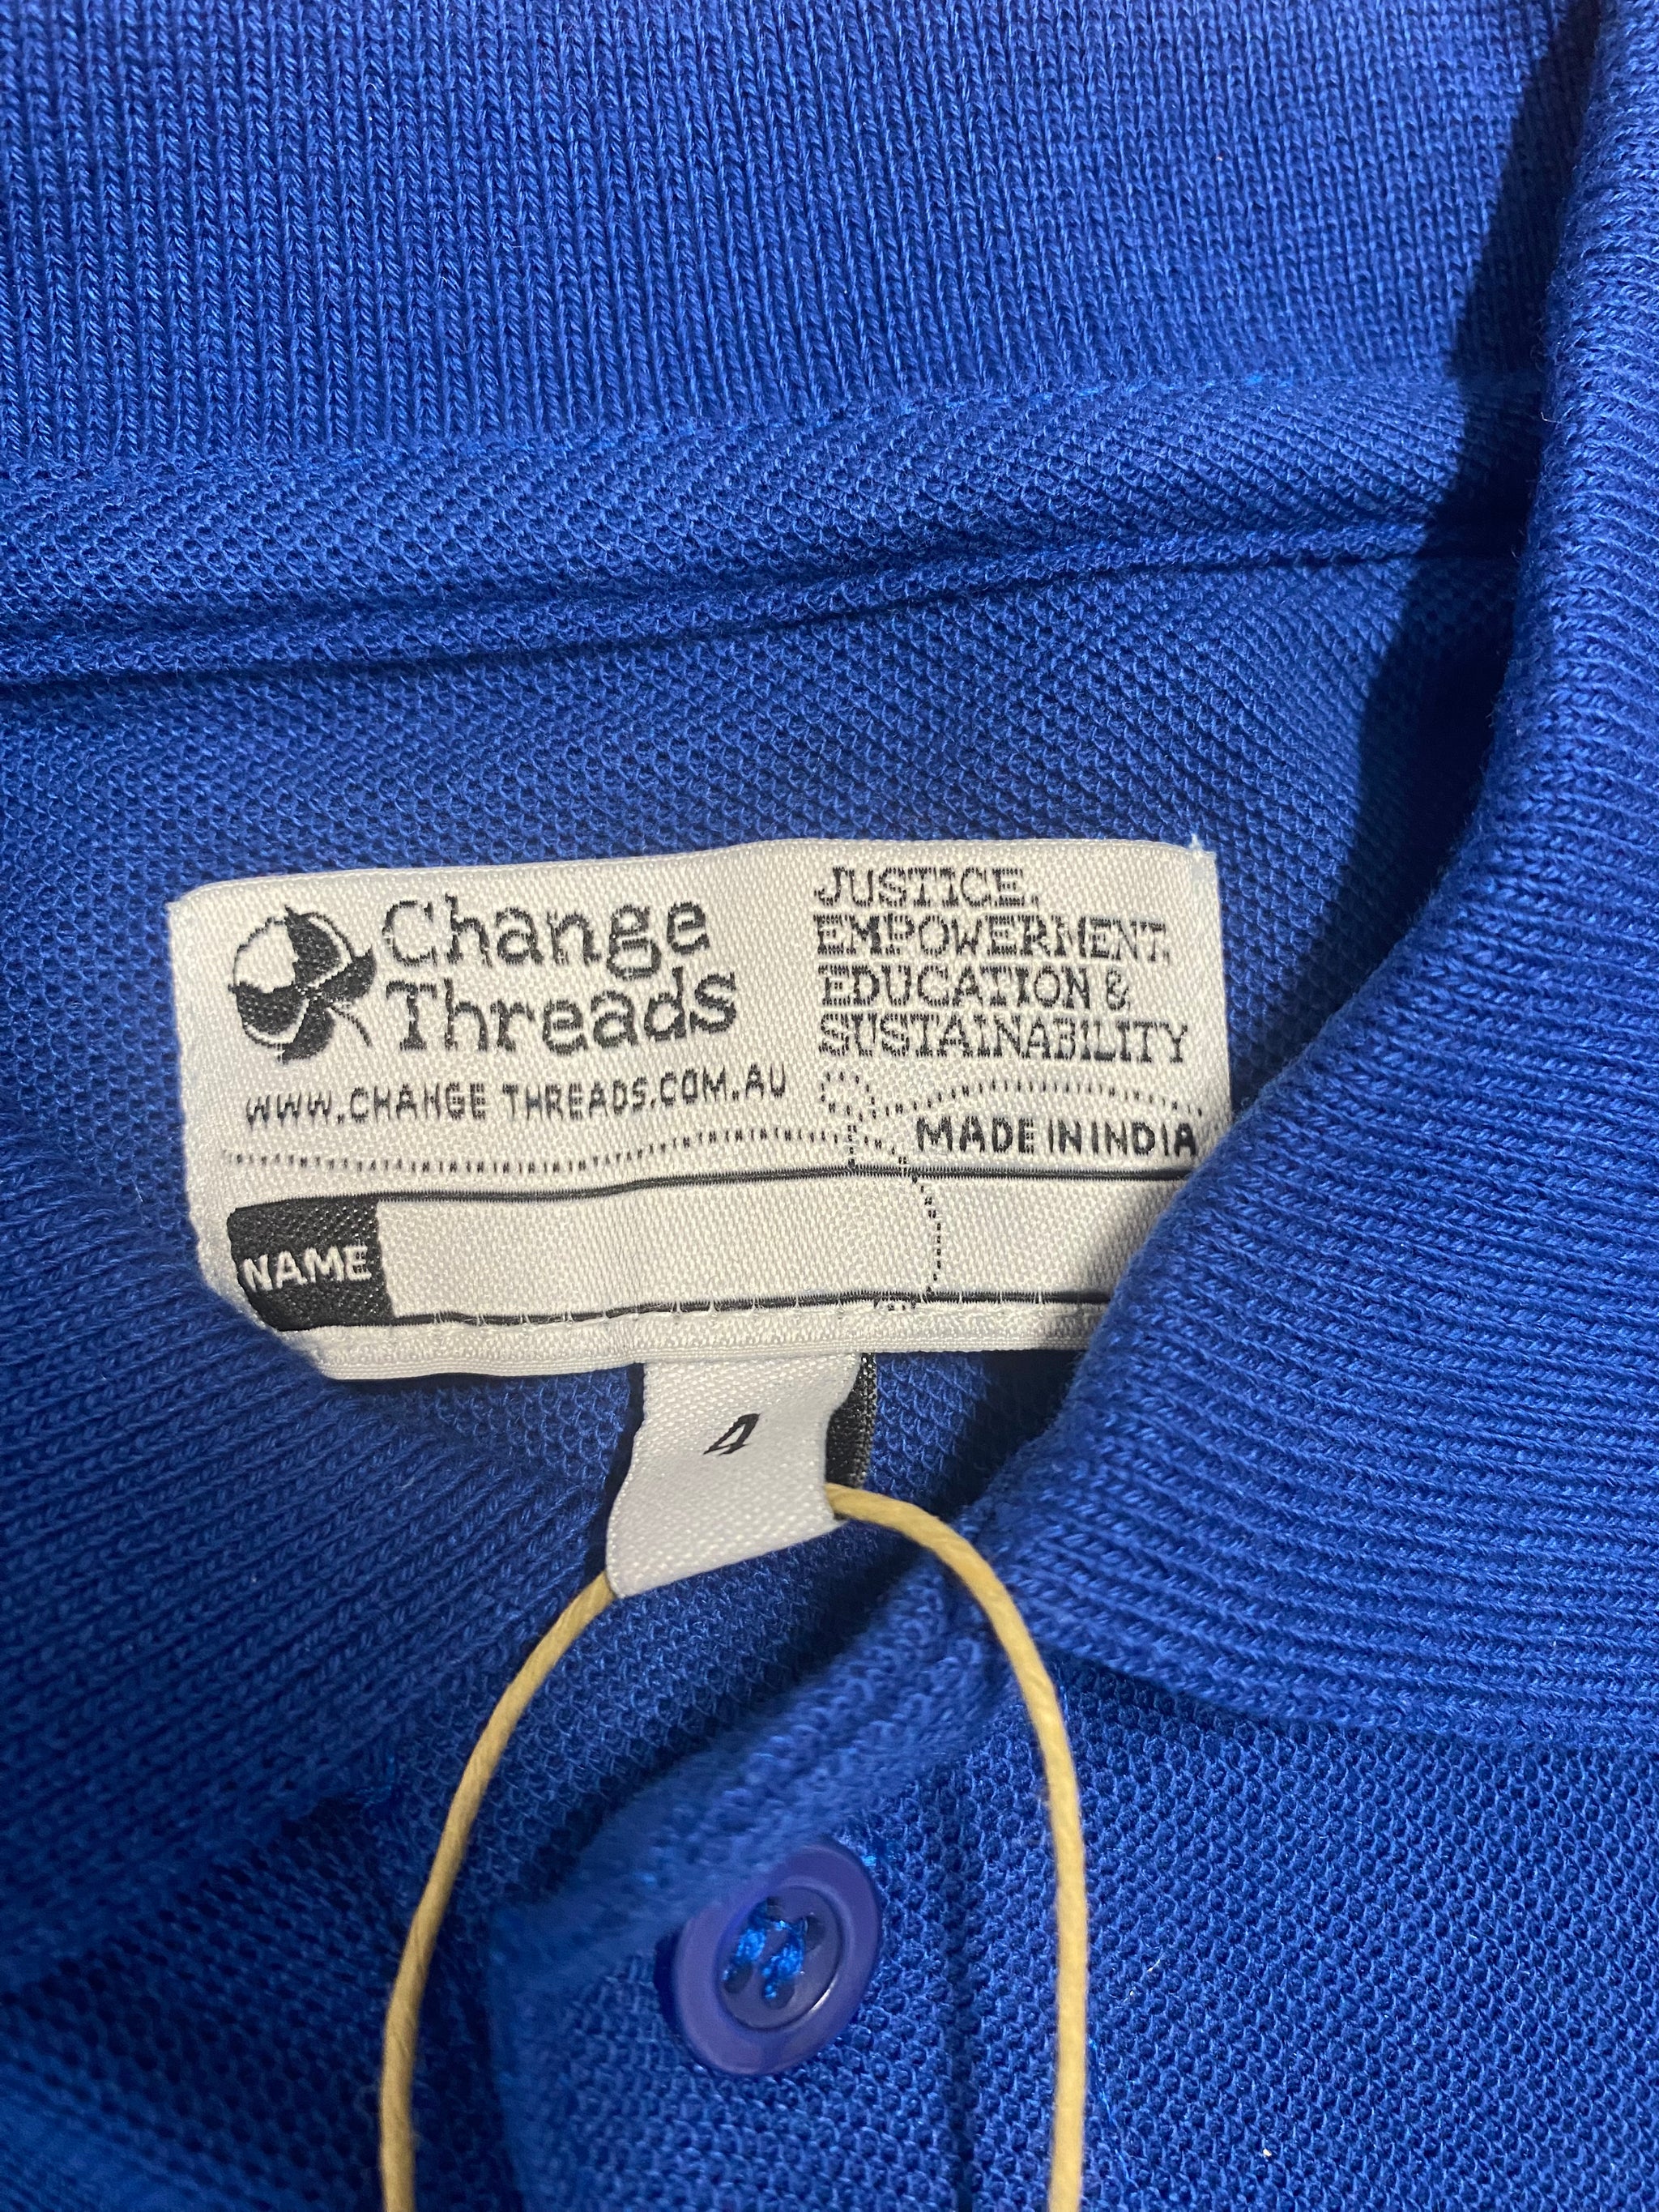 Change
Threads
WWW.CHANGE THREADS.COM.AU
JUSTICE,
EMPOWERMENT,
EDUCATION &
SUSTAINABILITY
MADE IN INDIA
NAME
4